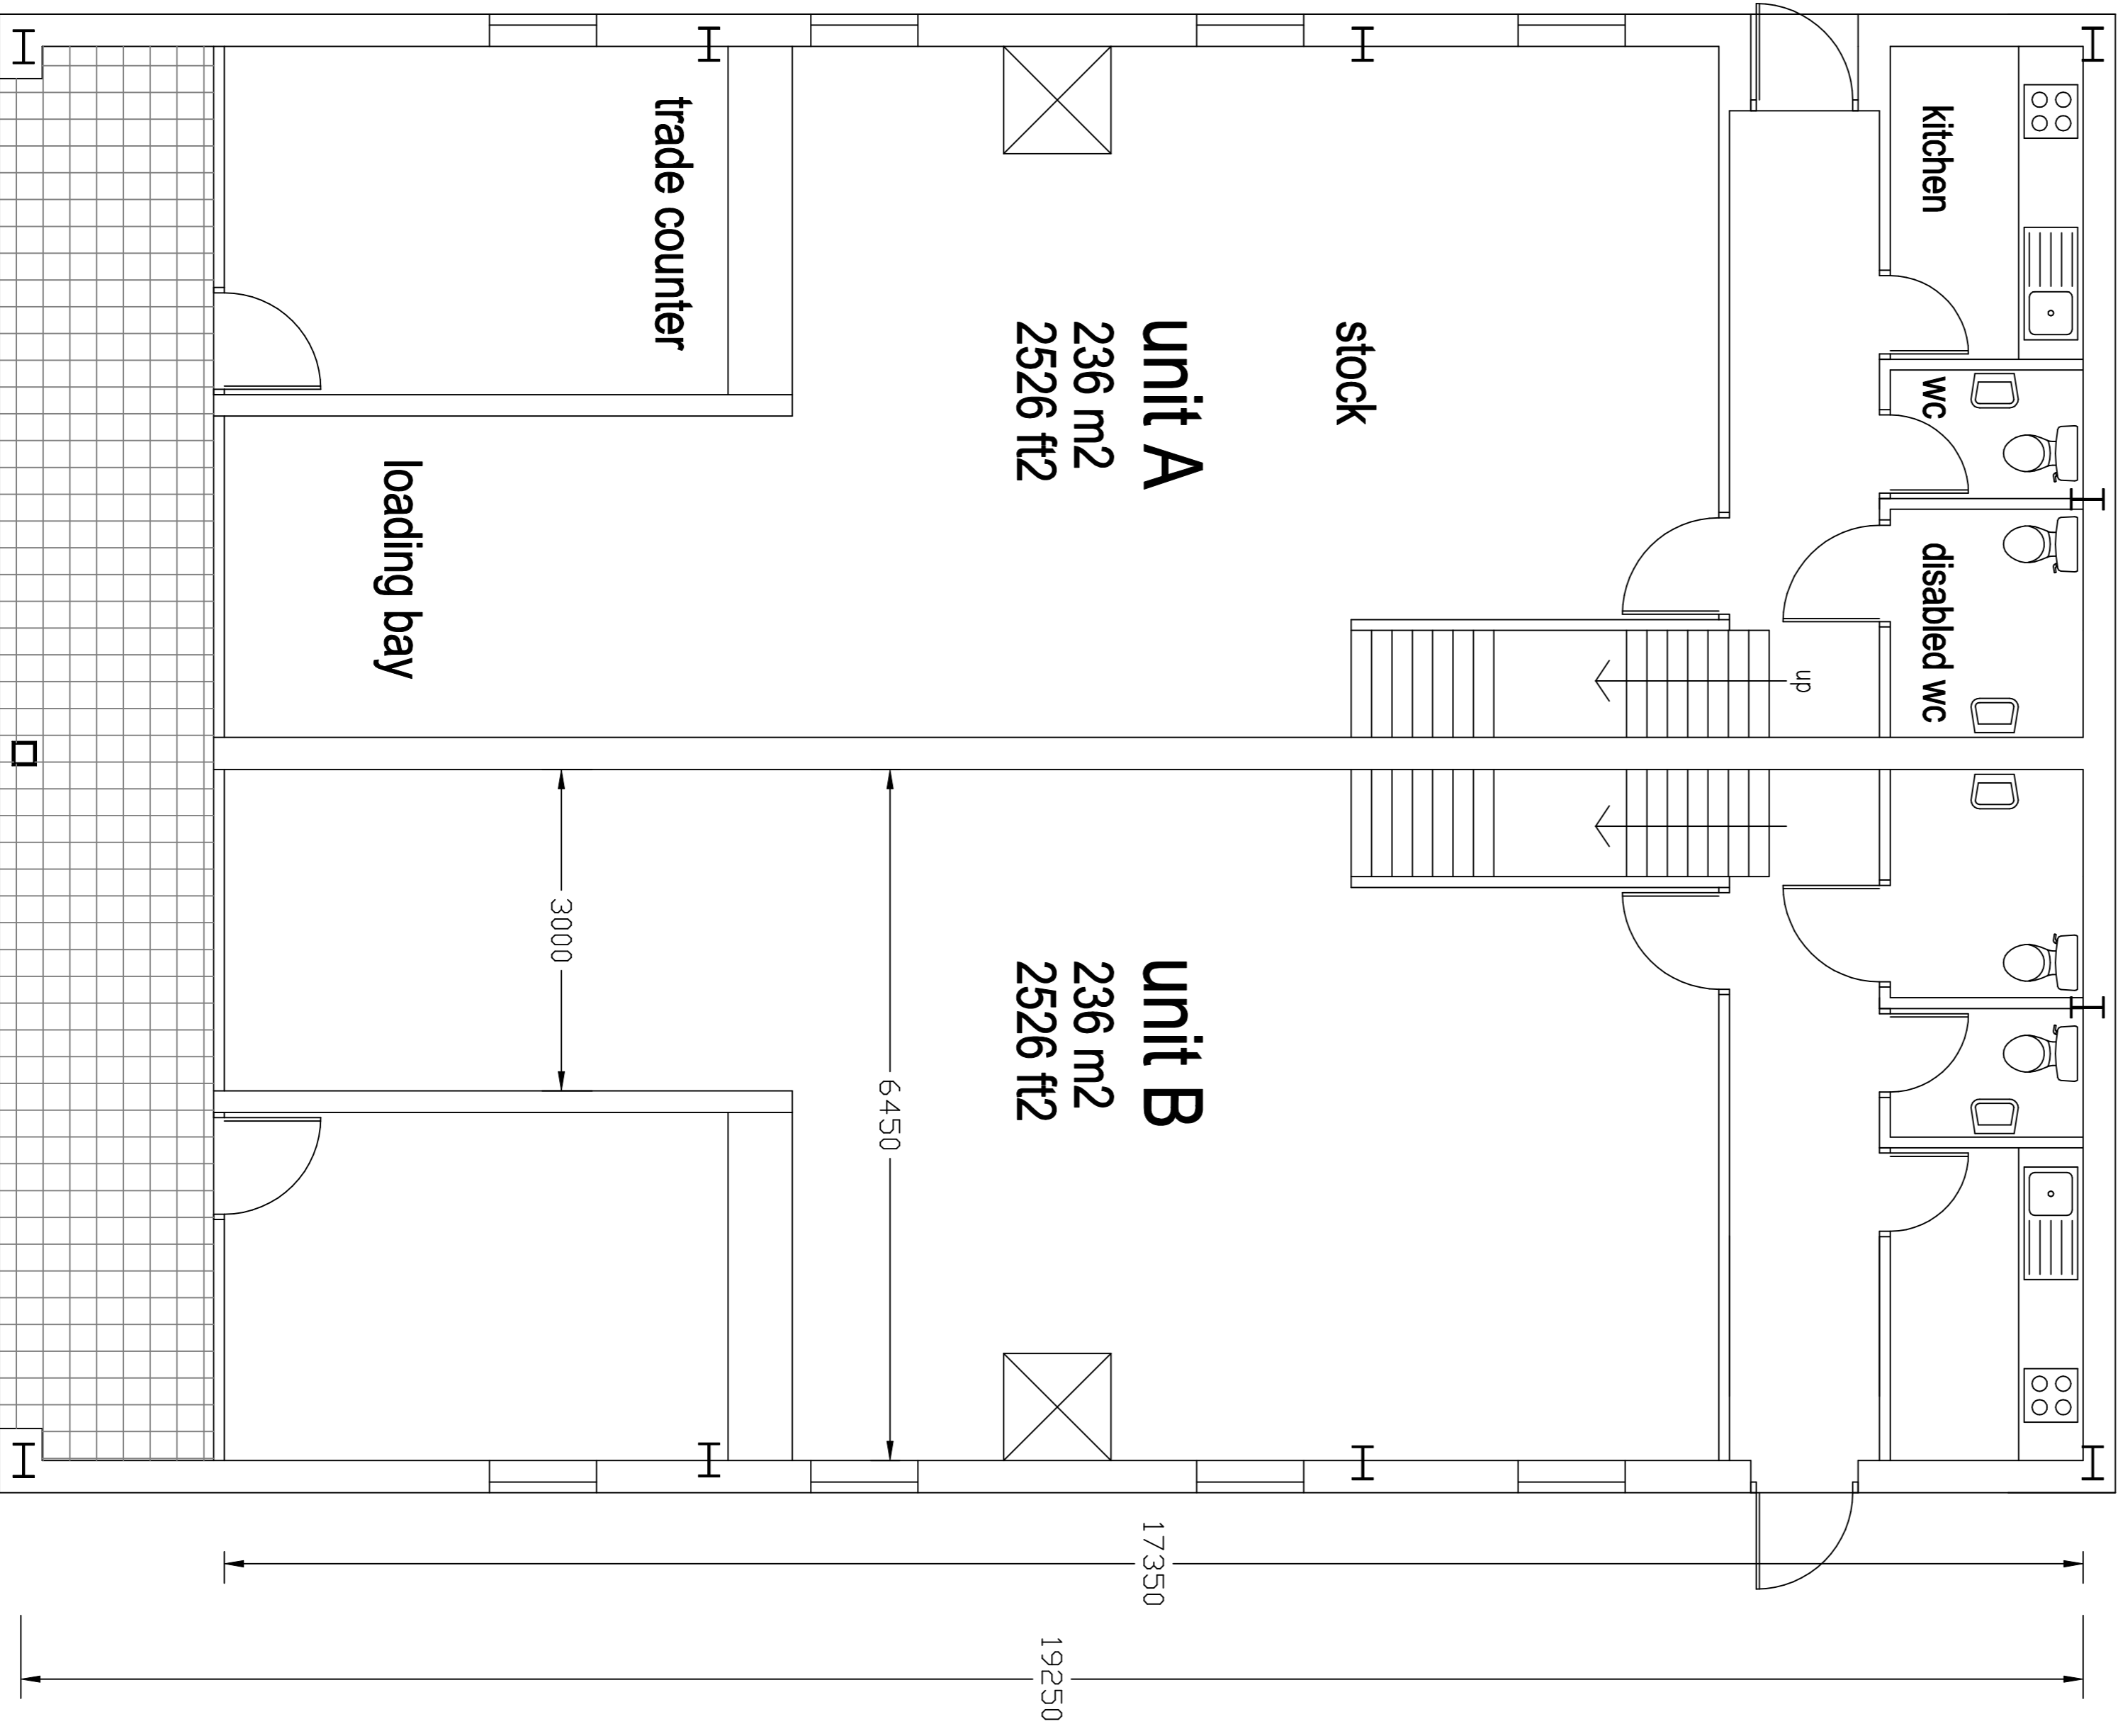 kitchen
wc
disabled wc
up
stock
unit A
236 m2
2526 ft2
unit B
236 m2
2526 ft2
trade counter
loading bay
3000
6450
17350
19250